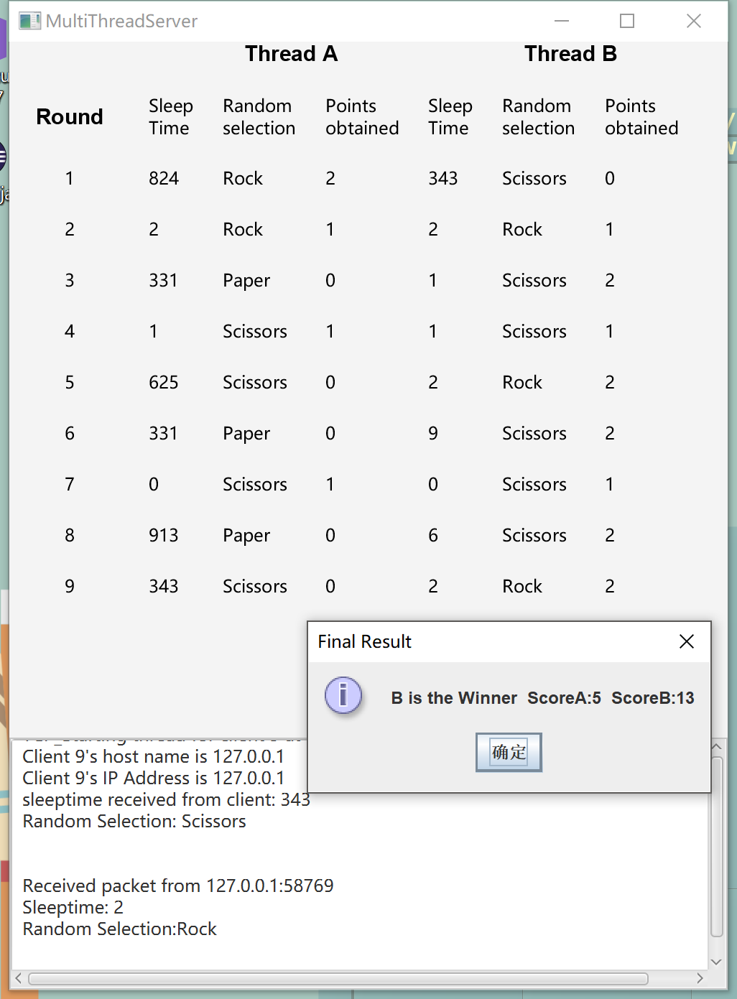 MultiThreadServer
Thread A Thread B
Round Sleep Time Random selection Points obtained Sleep Time Random selection Points obtained
1 824 Rock 2 343 Scissors 0
2 2 Rock 1 2 Rock 1
3 331 Paper 0 1 Scissors 2
4 1 Scissors 1 1 Scissors 1
5 625 Scissors 0 2 Rock 2
6 331 Paper 0 9 Scissors 2
7 0 Scissors 1 0 Scissors 1
8 913 Paper 0 6 Scissors 2
9 343 Scissors 0 2 Rock 2
Final Result
B is the Winner ScoreA:5 ScoreB:13
确定
Client 9's host name is 127.0.0.1
Client 9's IP Address is 127.0.0.1
sleeptime received from client: 343
Random Selection: Scissors
Received packet from 127.0.0.1:58769
Sleeptime: 2
Random Selection:Rock